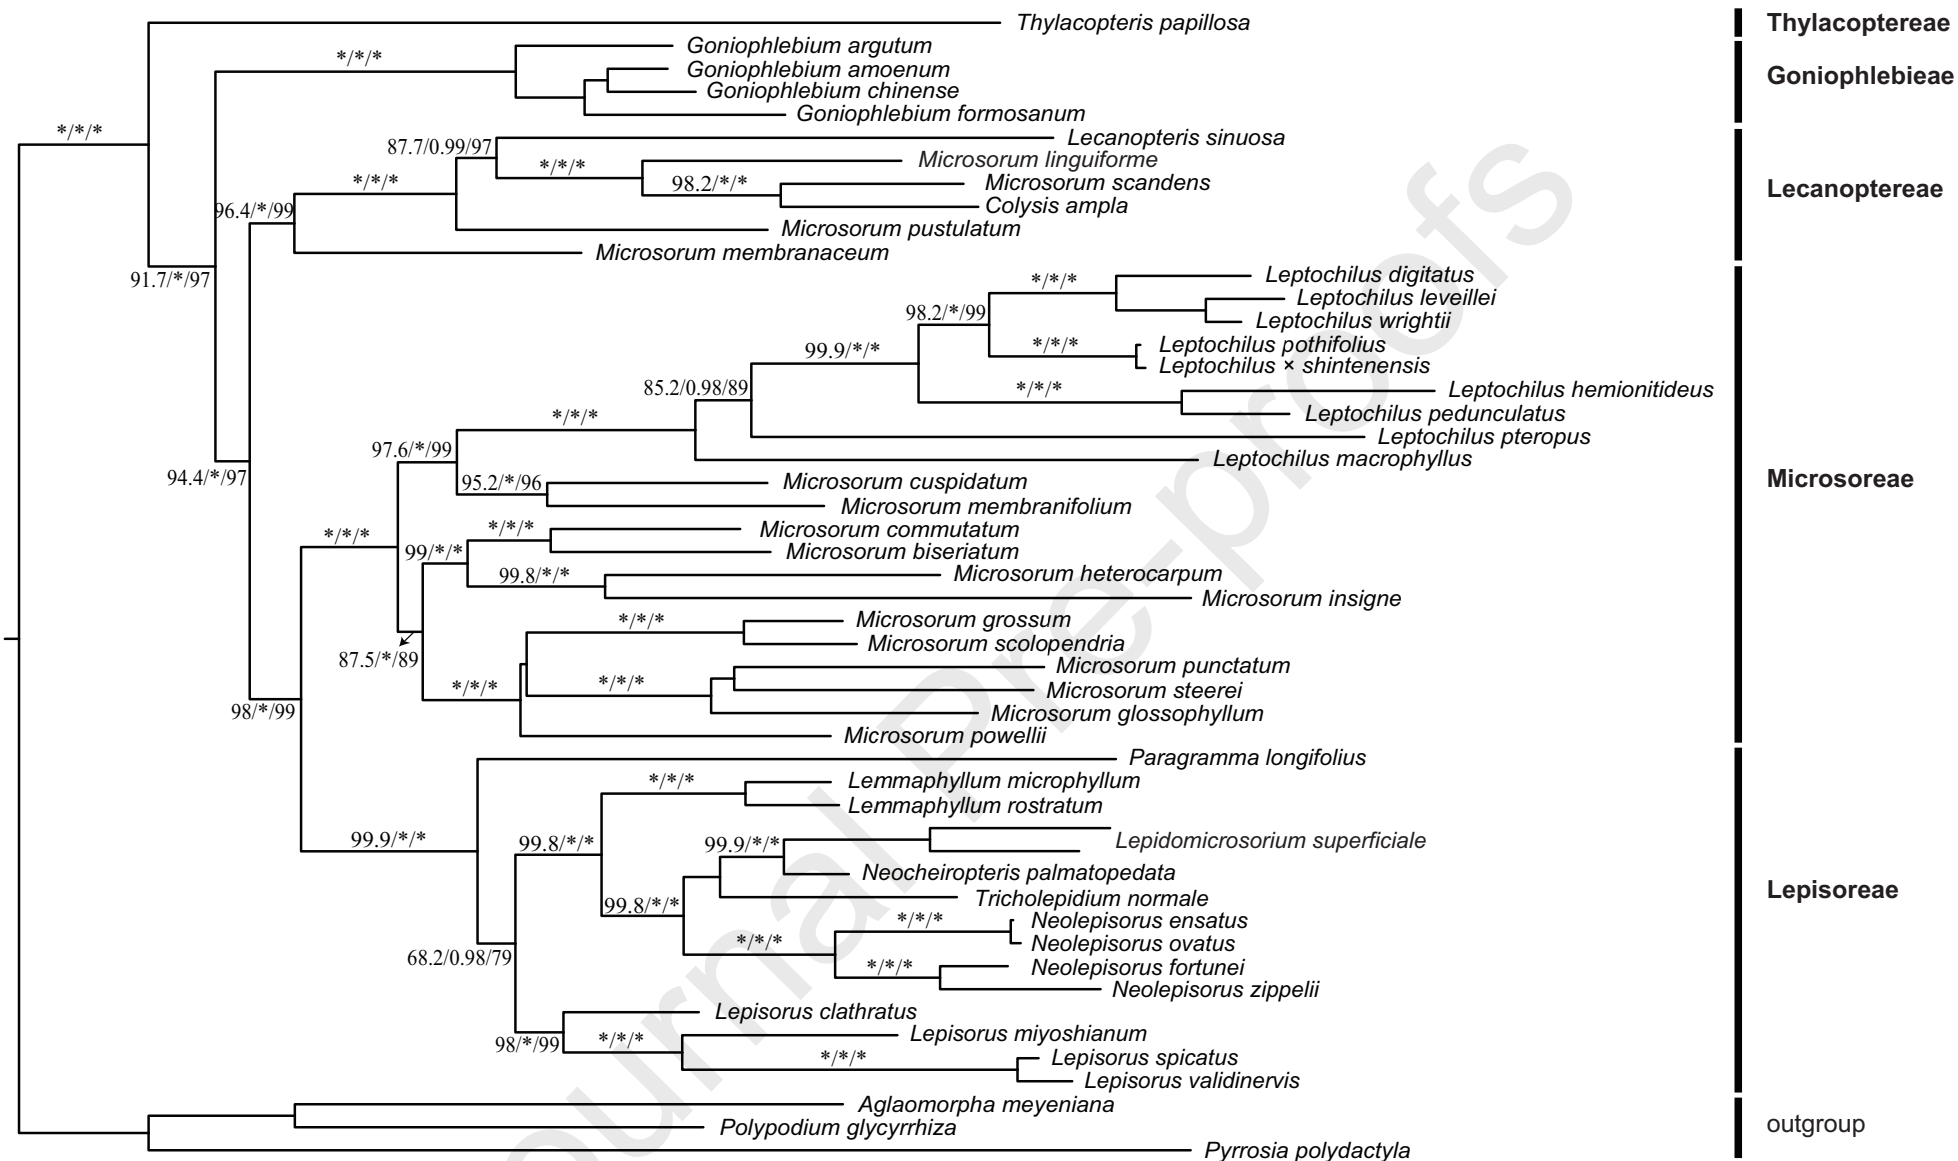 Thylacopteris papillosa
Thylacoptereae
Goniophlebium argutum
*/*/*
Goniophlebium amoenum
Goniophlebieae
Goniophlebium chinense
Goniophlebium formosanum
*/*/*
Lecanopteris sinuosa
87.7/0.99/97
Microsorum linguiforme
*/*/*
*/*/*
98.2/*/*
Microsorum scandens
Lecanoptereae
Colysis ampla
96.4/*/99
Microsorum pustulatum
Microsorum membranaceum
91.7/*/97
*/*/*
Leptochilus digitatus
Leptochilus leveillei
98.2/*/99
Leptochilus wrightii
*/*/*
Leptochilus pothifolius
99.9/*/*
Leptochilus × shintenensis
85.2/0.98/89
*/*/*
Leptochilus hemionitideus
*/*/*
Leptochilus pedunculatus
Leptochilus pteropus
97.6/*/99
Leptochilus macrophyllus
94.4/*/97
95.2/*/96
Microsorum cuspidatum
Microsoreae
Microsorum membranifolium
*/*/*
*/*/*
Microsorum commutatum
99/*/*
Microsorum biseriatum
99.8/*/*
Microsorum heterocarpum
Microsorum insigne
*/*/*
Microsorum grossum
Microsorum scolopendria
87.5/*/89
Microsorum punctatum
*/*/*
*/*/*
Microsorum steerei
98/*/99
Microsorum glossophyllum
Microsorum powellii
Paragramma longifolius
*/*/*
Lemmaphyllum microphyllum
Lemmaphyllum rostratum
99.9/*/*
99.8/*/*
99.9/*/*
Lepidomicrosorium superficiale
Neocheiropteris palmatopedata
Lepisoreae
Tricholepidium normale
99.8/*/*
*/*/*
Neolepisorus ensatus
*/*/*
Neolepisorus ovatus
68.2/0.98/79
*/*/*
Neolepisorus fortunei
Neolepisorus zippelii
Lepisorus clathratus
98/*/99
*/*/*
Lepisorus miyoshianum
*/*/*
Lepisorus spicatus
Lepisorus validinervis
Aglaomorpha meyeniana
Polypodium glycyrrhiza
outgroup
Pyrrosia polydactyla
ournal Pre-proofs